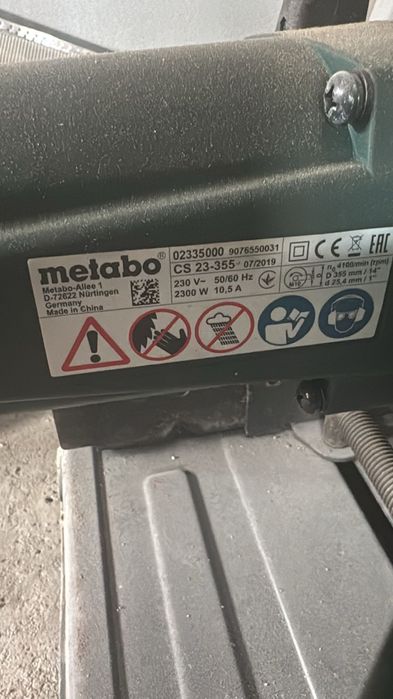 metabo®
Metabo-Allee 1
D-72622 Nürtingen
Germany
Made in China
02335000 9076550031
CS 23-355 07/2019
230 V~ 50/60 Hz
2300 W 10,5 A
CE EAC
M10
n₀ 4100/min (rpm)
D 355 mm / 14"
d 25,4 mm / 1"